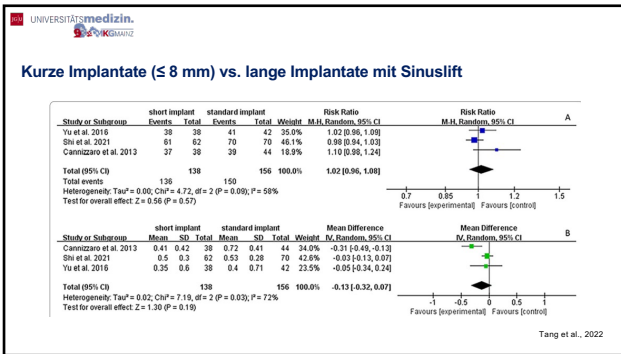 JG|U UNIVERSITÄTSmedizin.
MKG MAINZ
Kurze Implantate (≤ 8 mm) vs. lange Implantate mit Sinuslift
short implant standard implant Risk Ratio Risk Ratio
Study or Subgroup Events Total Events Total Weight M-H, Random, 95% CI M-H, Random, 95% CI A
Yu et al. 2016 38 38 41 42 35.0% 1.02 [0.96, 1.09]
Shi et al. 2021 61 62 70 70 46.1% 0.98 [0.94, 1.03]
Cannizzaro et al. 2013 37 38 39 44 18.9% 1.10 [0.98, 1.24]
Total (95% CI) 138 156 100.0% 1.02 [0.96, 1.08]
Total events 136 150
Heterogeneity: Tau² = 0.00; Chi² = 4.72, df = 2 (P = 0.09); I² = 58%
Test for overall effect: Z = 0.56 (P = 0.57)
0.7 0.85 1 1.2 1.5
Favours [experimental] Favours [control]
short implant standard implant Mean Difference Mean Difference B
Study or Subgroup Mean SD Total Mean SD Total Weight IV, Random, 95% CI IV, Random, 95% CI
Cannizzaro et al. 2013 0.41 0.42 38 0.72 0.41 44 34.0% -0.31 [-0.49, -0.13]
Shi et al. 2021 0.5 0.3 62 0.53 0.28 70 42.6% -0.03 [-0.13, 0.07]
Yu et al. 2016 0.35 0.6 38 0.4 0.71 42 23.5% -0.05 [-0.34, 0.24]
Total (95% CI) 138 156 100.0% -0.13 [-0.32, 0.07]
Heterogeneity: Tau² = 0.02; Chi² = 7.19, df = 2 (P = 0.03); I² = 72%
Test for overall effect: Z = 1.30 (P = 0.19)
-1 -0.5 0 0.5 1
Favours [experimental] Favours [control]
Tang et al., 2022